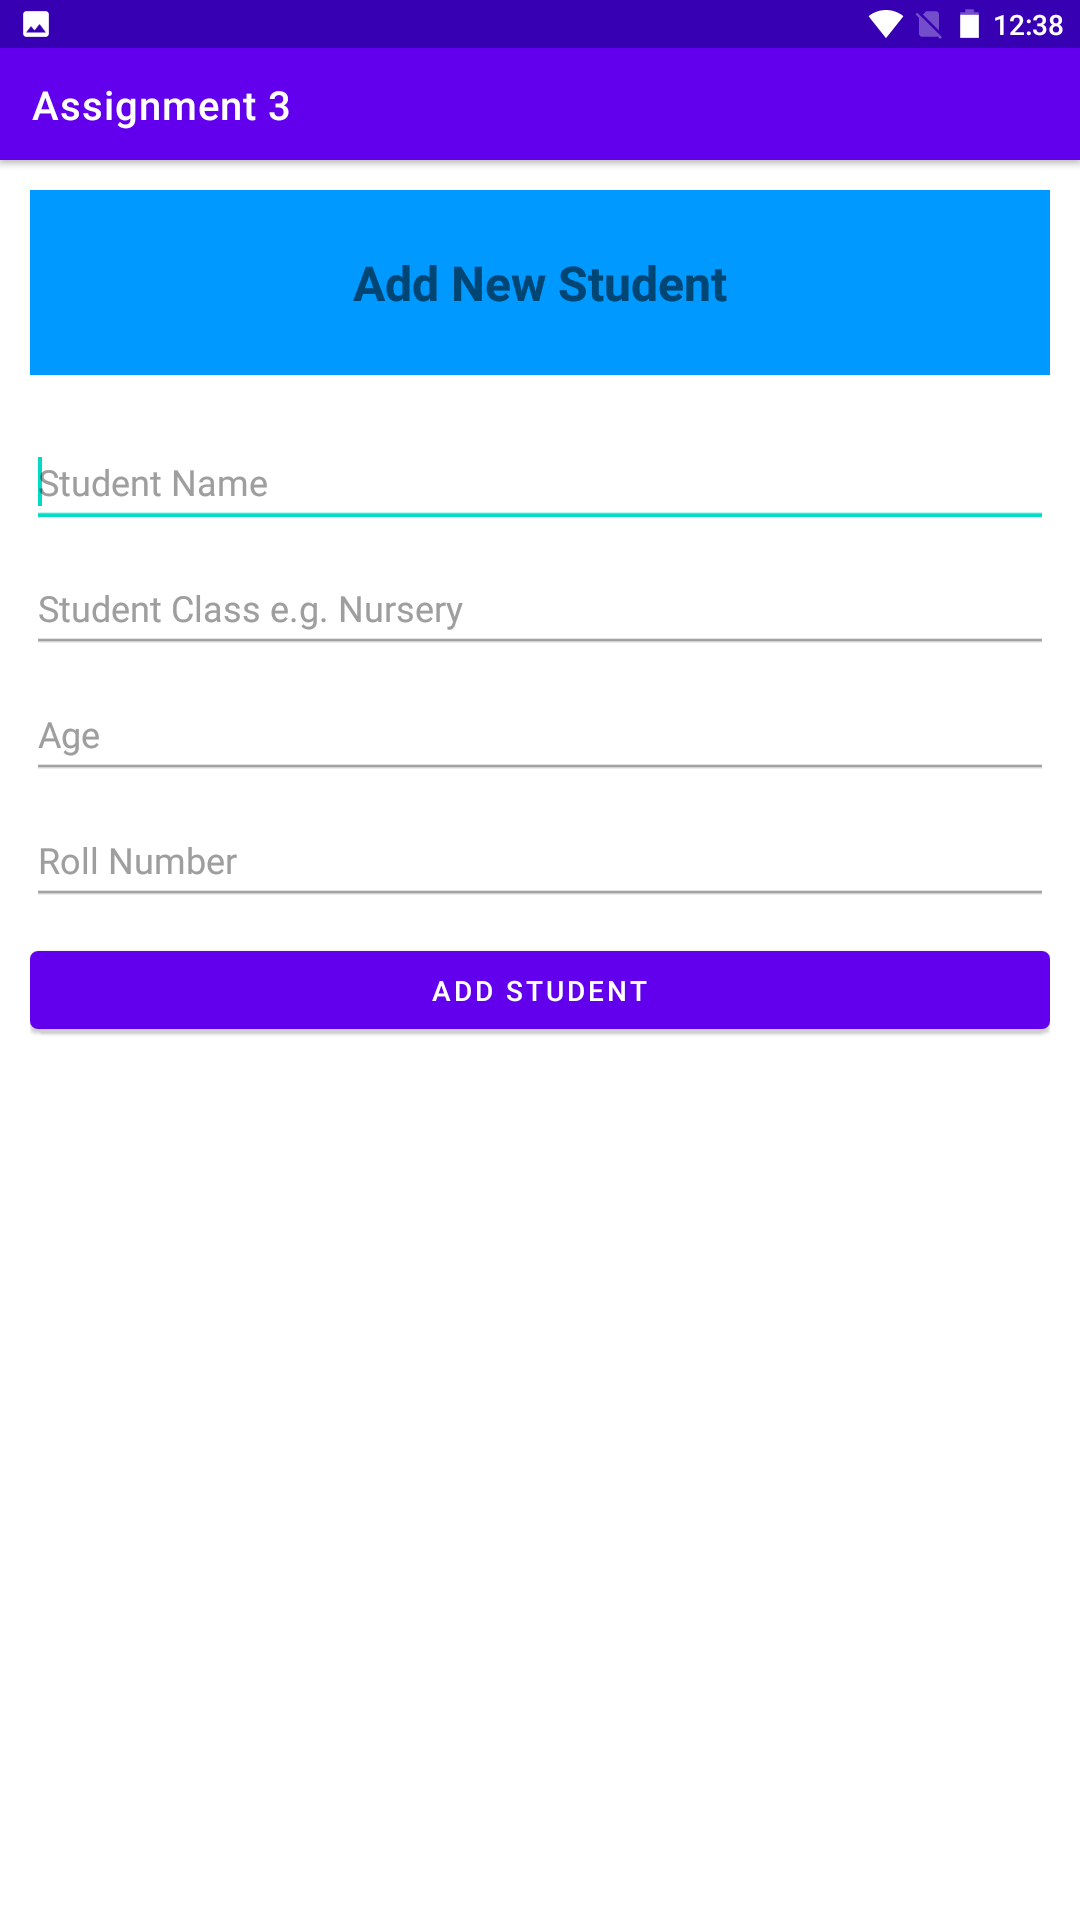 12:38
Assignment 3
Add New Student
Student Name
Student Class e.g. Nursery
Age
Roll Number
ADD STUDENT